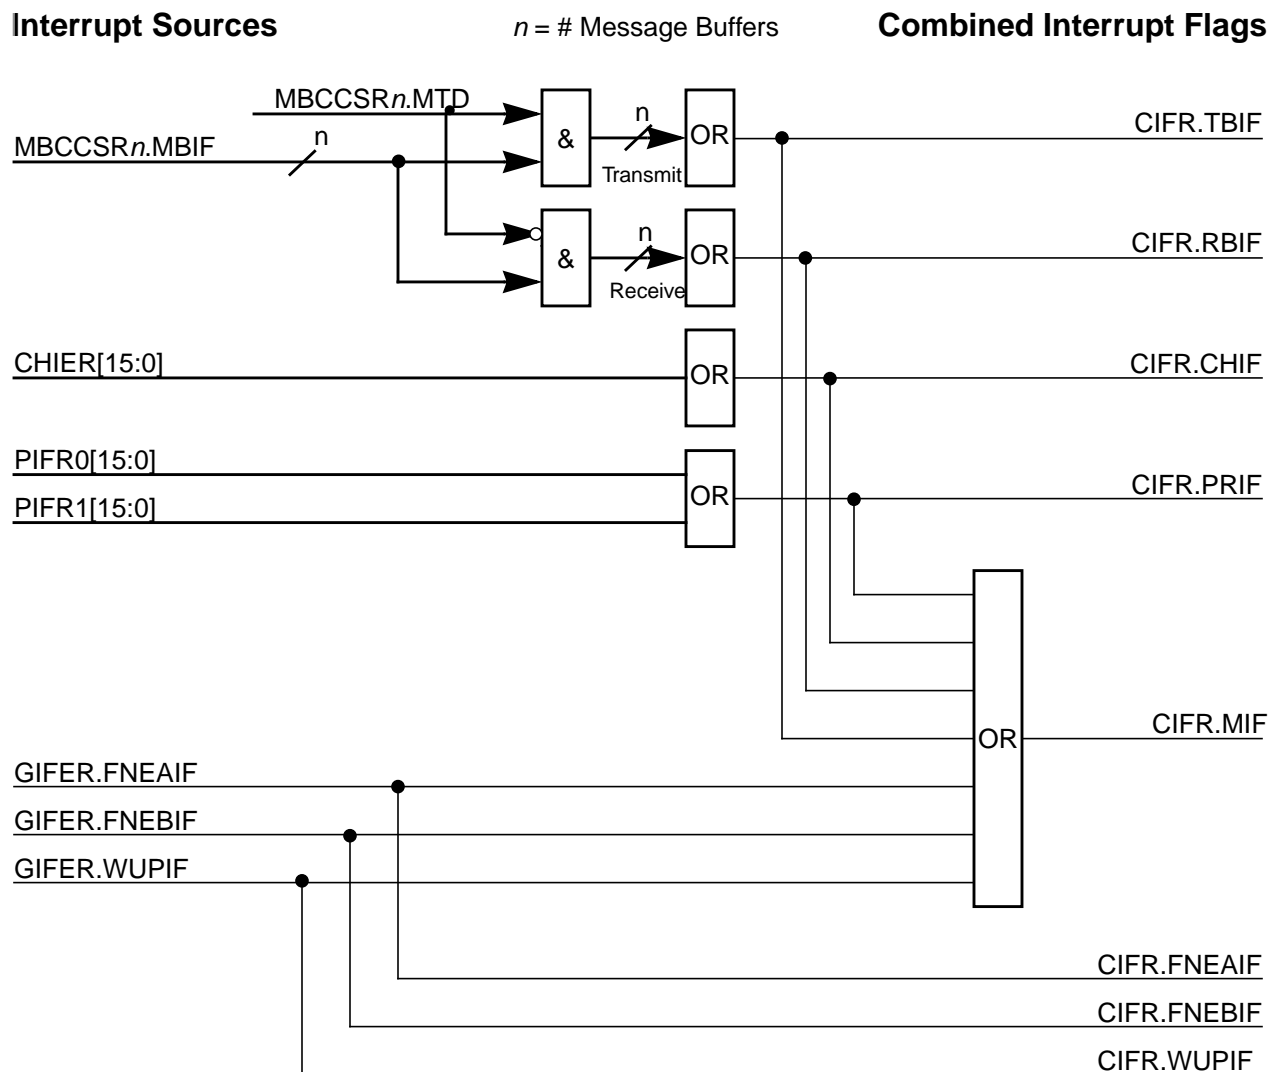 Interrupt Sources
n = # Message Buffers
Combined Interrupt Flags
MBCCSRn.MTD
MBCCSRn.MBIF
n
&
n
Transmit
OR
CIFR.TBIF
&
n
Receive
OR
CIFR.RBIF
CHIER[15:0]
OR
CIFR.CHIF
PIFR0[15:0]
PIFR1[15:0]
OR
CIFR.PRIF
OR
CIFR.MIF
GIFER.FNEAIF
GIFER.FNEBIF
GIFER.WUPIF
CIFR.FNEAIF
CIFR.FNEBIF
CIFR.WUPIF